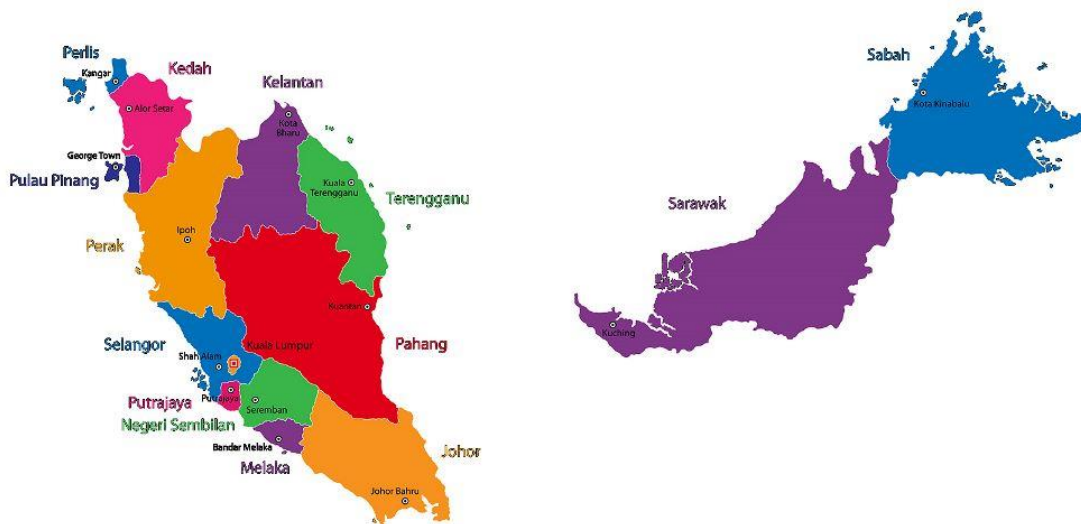 Perlis
Kangar
Kedah
Alor Setar
Kelantan
Kota
Bharu
George Town
Pulau Pinang
Kuala
Terengganu
Terengganu
Ipoh
Perak
Kuantan
Selangor
Kuala Lumpur
Pahang
Shah Alam
Putrajaya
Putrajaya
Seremban
Negeri Sembilan
Bandar Melaka
Melaka
Johor
Johor Bahru
Sabah
Kota Kinabalu
Sarawak
Kuching